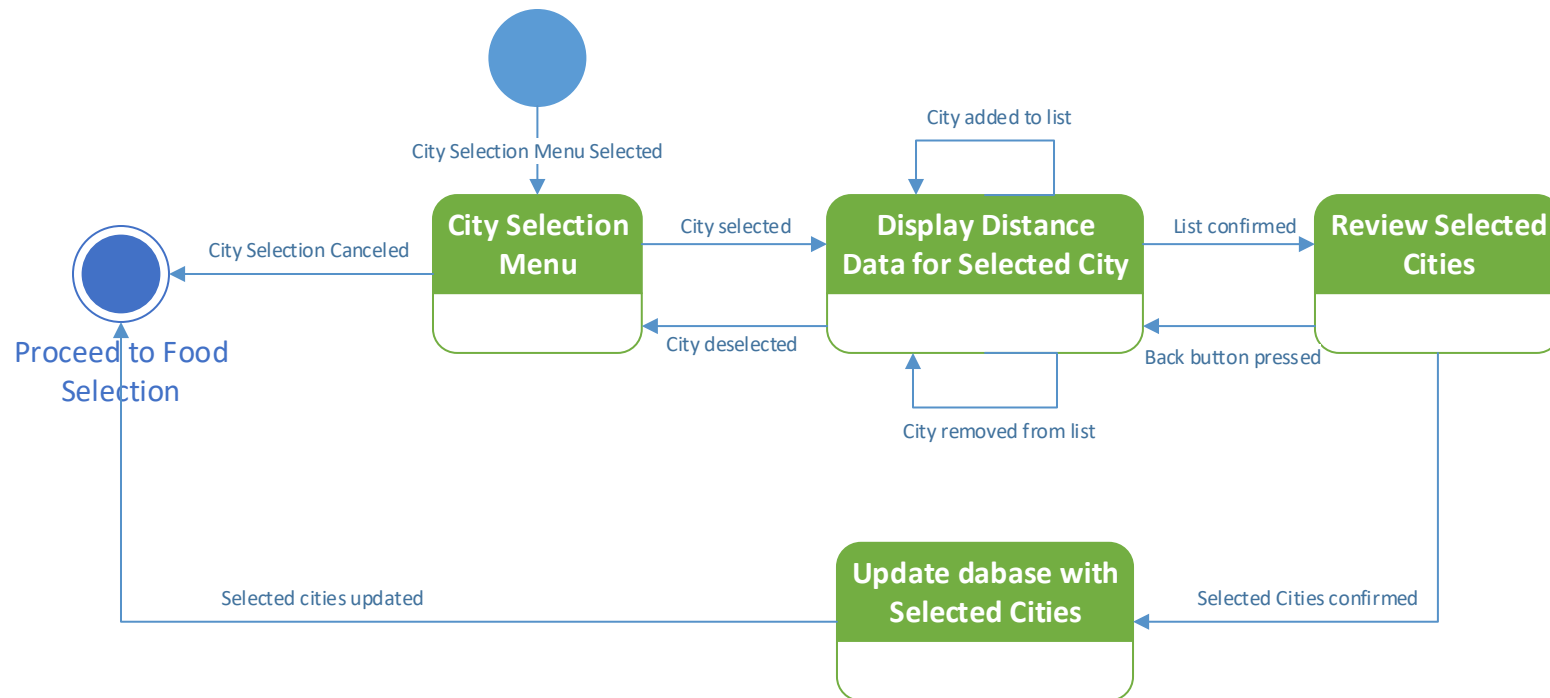 City added to list
City Selection Menu Selected
City Selection
Menu
City selected
Display Distance
Data for Selected City
List confirmed
Review Selected
Cities
City Selection Canceled
City deselected
Back button pressed
Proceed to Food
Selection
City removed from list
Update dabase with
Selected Cities
Selected cities updated
Selected Cities confirmed